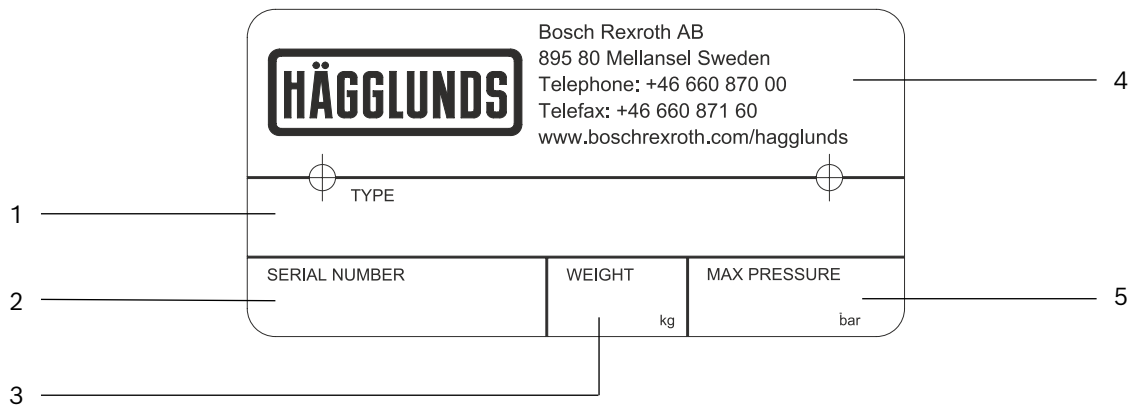 HÄGGLUNDS
Bosch Rexroth AB
895 80 Mellansel Sweden
Telephone: +46 660 870 00
Telefax: +46 660 871 60
www.boschrexroth.com/hagglunds
4
1
TYPE
2
SERIAL NUMBER
WEIGHT
kg
MAX PRESSURE
bar
5
3